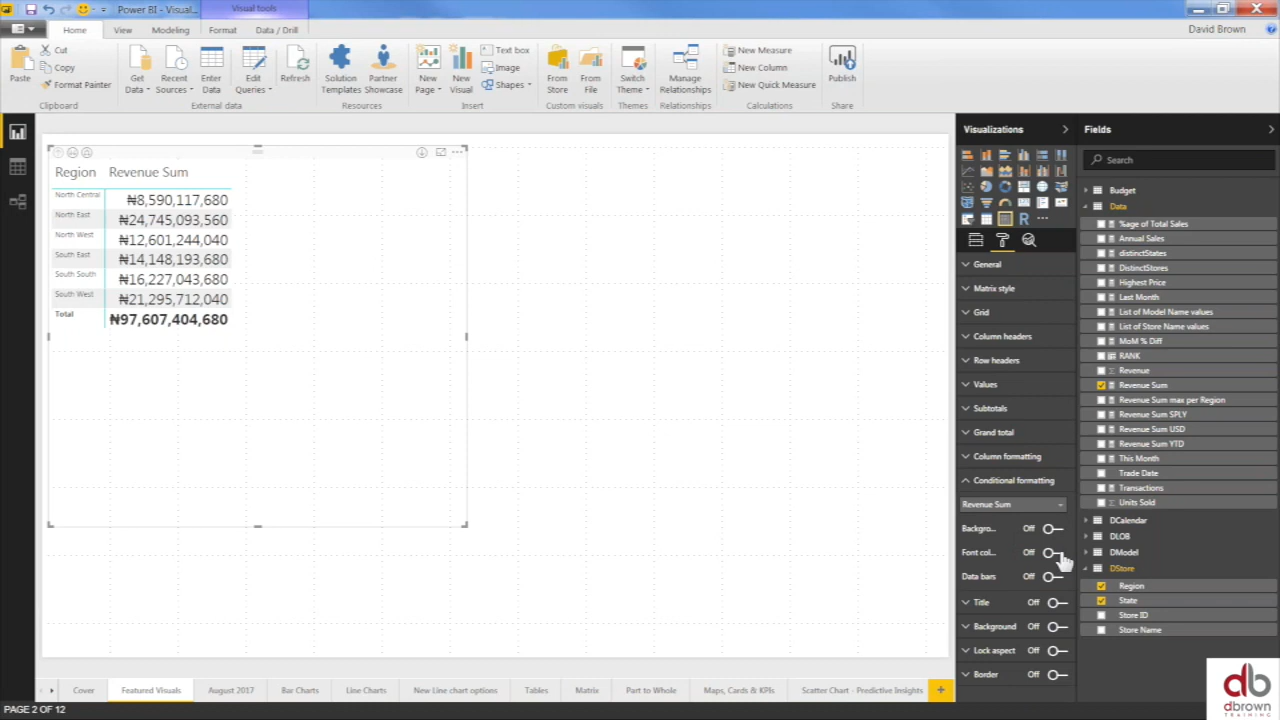 Power BI - Visual...
Visual tools
Home
View
Modeling
Format
Data / Drill
David Brown
Paste
Cut
Copy
Format Painter
Clipboard
Get Data
Recent Sources
Enter Data
Edit Queries
Refresh
External data
Solution Templates
Partner Showcase
Resources
New Page
New Visual
Text box
Image
Shapes
Insert
From Store
From File
Custom visuals
Switch Theme
Themes
Manage Relationships
Relationships
New Measure
New Column
New Quick Measure
Calculations
Publish
Share
Region Revenue Sum
North Central ₦8,590,117,680
North East ₦24,745,093,560
North West ₦12,601,244,040
South East ₦14,148,193,680
South South ₦16,227,043,680
South West ₦21,295,712,040
Total ₦97,607,404,680
Visualizations
R
General
Matrix style
Grid
Column headers
Row headers
Values
Subtotals
Grand total
Column formatting
Conditional formatting
Revenue Sum
Backgro... Off
Font col... Off
Data bars Off
Title Off
Background Off
Lock aspect Off
Border Off
Fields
Search
Budget
Data
%age of Total Sales
Annual Sales
distinctStates
DistinctStores
Highest Price
Last Month
List of Model Name values
List of Store Name values
MoM % Diff
RANK
Revenue
Revenue Sum
Revenue Sum max per Region
Revenue Sum SPLY
Revenue Sum USD
Revenue Sum YTD
This Month
Trade Date
Transactions
Units Sold
DCalendar
DLOB
DModel
DStore
Region
State
Store ID
Store Name
Cover
Featured Visuals
August 2017
Bar Charts
Line Charts
New Line chart options
Tables
Matrix
Part to Whole
Maps, Cards & KPIs
Scatter Chart - Predictive Insights
PAGE 2 OF 12
db
dbrown
TRAINING